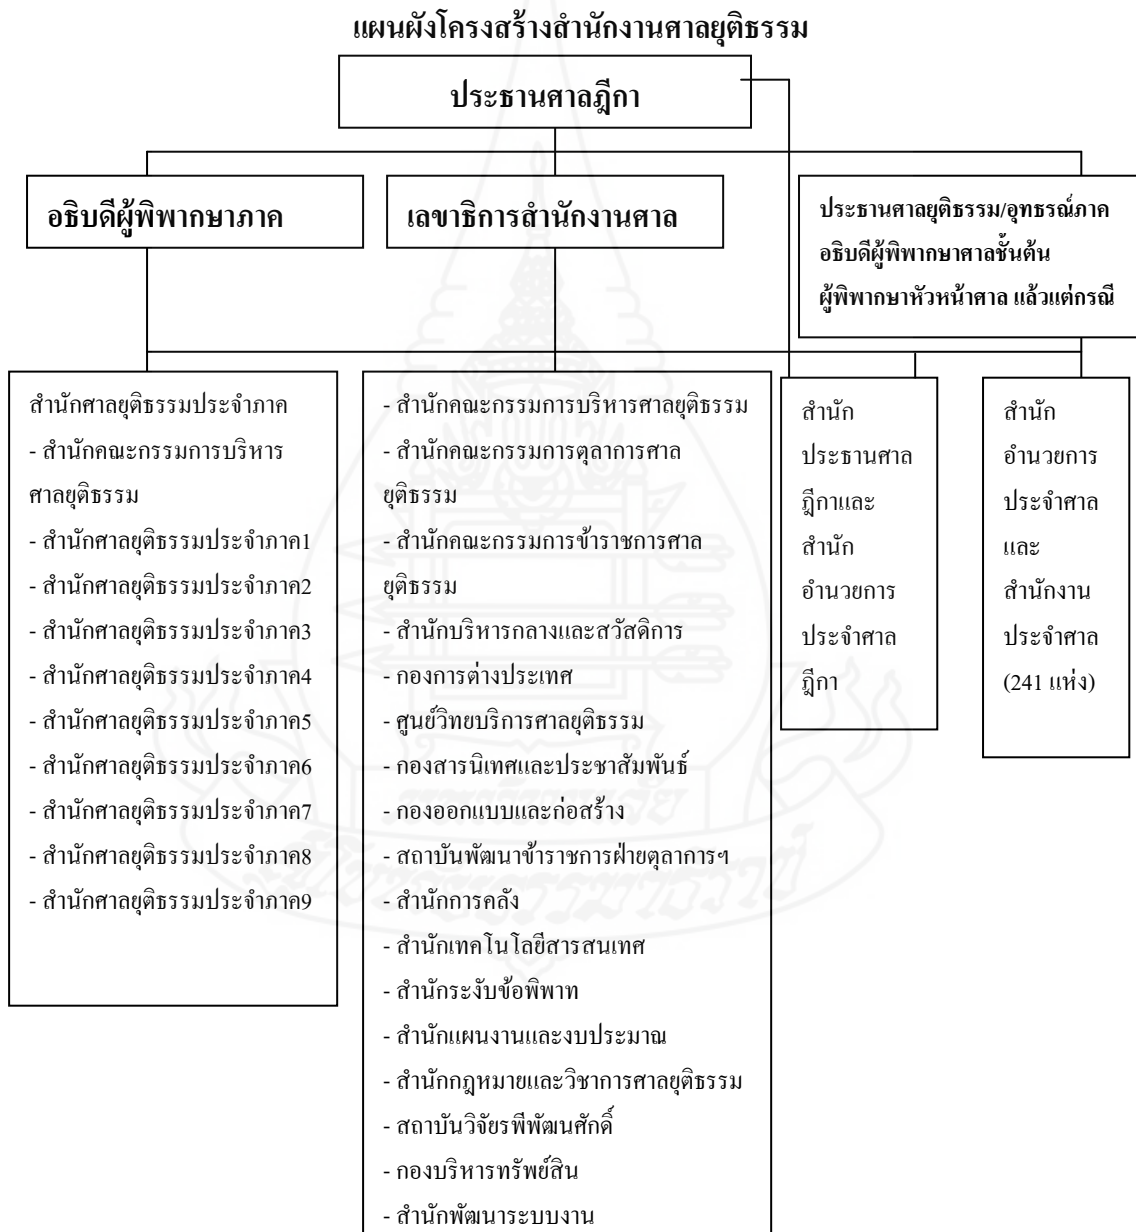 แผนผังโครงสร้างสำนักงานศาลยุติธรรม
ประธานศาลฎีกา
อธิบดีผู้พิพากษาภาค
เลขาธิการสำนักงานศาล
ประธานศาลยุติธรรม/อุทธรณ์ภาค
อธิบดีผู้พิพากษาศาลชั้นต้น
ผู้พิพากษาหัวหน้าศาล แล้วแต่กรณี
สำนักศาลยุติธรรมประจำภาค
- สำนักคณะกรรมการบริหาร
ศาลยุติธรรม
- สำนักศาลยุติธรรมประจำภาค1
- สำนักศาลยุติธรรมประจำภาค2
- สำนักศาลยุติธรรมประจำภาค3
- สำนักศาลยุติธรรมประจำภาค4
- สำนักศาลยุติธรรมประจำภาค5
- สำนักศาลยุติธรรมประจำภาค6
- สำนักศาลยุติธรรมประจำภาค7
- สำนักศาลยุติธรรมประจำภาค8
- สำนักศาลยุติธรรมประจำภาค9
- สำนักคณะกรรมการบริหารศาลยุติธรรม
- สำนักคณะกรรมการตุลาการศาล
ยุติธรรม
- สำนักคณะกรรมการข้าราชการศาล
ยุติธรรม
- สำนักบริหารกลางและสวัสดิการ
- กองการต่างประเทศ
- ศูนย์วิทยบริการศาลยุติธรรม
- กองสารนิเทศและประชาสัมพันธ์
- กองออกแบบและก่อสร้าง
- สถาบันพัฒนาข้าราชการฝ่ายตุลาการฯ
- สำนักการคลัง
- สำนักเทคโนโลยีสารสนเทศ
- สำนักระงับข้อพิพาท
- สำนักแผนงานและงบประมาณ
- สำนักกฎหมายและวิชาการศาลยุติธรรม
- สถาบันวิจัยรพีพัฒนศักดิ์
- กองบริหารทรัพย์สิน
- สำนักพัฒนาระบบงาน
สำนัก
ประธานศาล
ฎีกาและ
สำนัก
อำนวยการ
ประจำศาล
ฎีกา
สำนัก
อำนวยการ
ประจำศาล
และ
สำนักงาน
ประจำศาล
(241 แห่ง)
มหาวิทยาลัย
สุโขทัยธรรมาธิราช